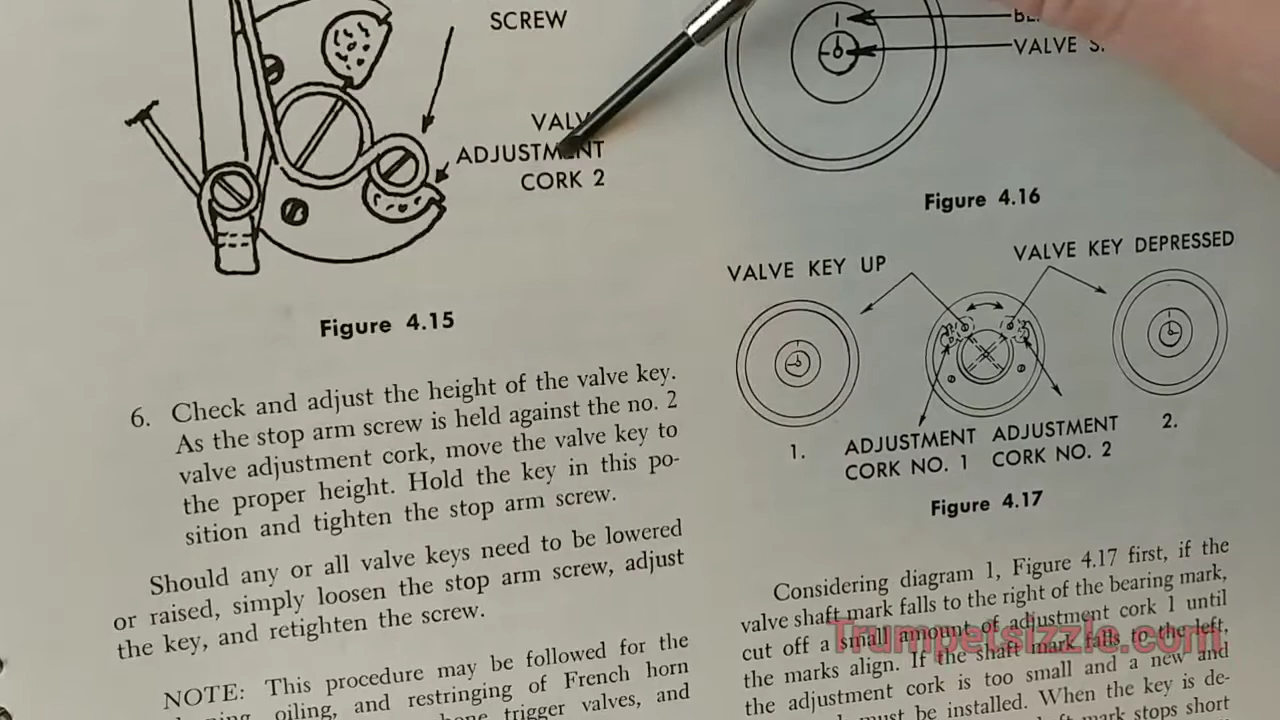 SCREW
VALV
ADJUSTMENT
CORK 2
Figure 4.15
6. Check and adjust the height of the valve key.
As the stop arm screw is held against the no. 2
valve adjustment cork, move the valve key to
the proper height. Hold the key in this po-
sition and tighten the stop arm screw.
Should any or all valve keys need to be lowered
or raised, simply loosen the stop arm screw, adjust
the key, and retighten the screw.
NOTE: This procedure may be followed for the
oiling, and restringing of French horn
trigger valves, and
VALVE S.
Figure 4.16
VALVE KEY UP
VALVE KEY DEPRESSED
1.
ADJUSTMENT ADJUSTMENT
2.
CORK NO. 1 CORK NO. 2
Figure 4.17
Considering diagram 1, Figure 4.17 first, if the
valve shaft mark falls to the right of the bearing mark,
cut off a small amount of adjustment cork 1 until
the marks align. If the shaft mark falls to the left,
the adjustment cork is too small and a new and
must be installed. When the key is de-
mark stops short
Trumpetsizzle.com